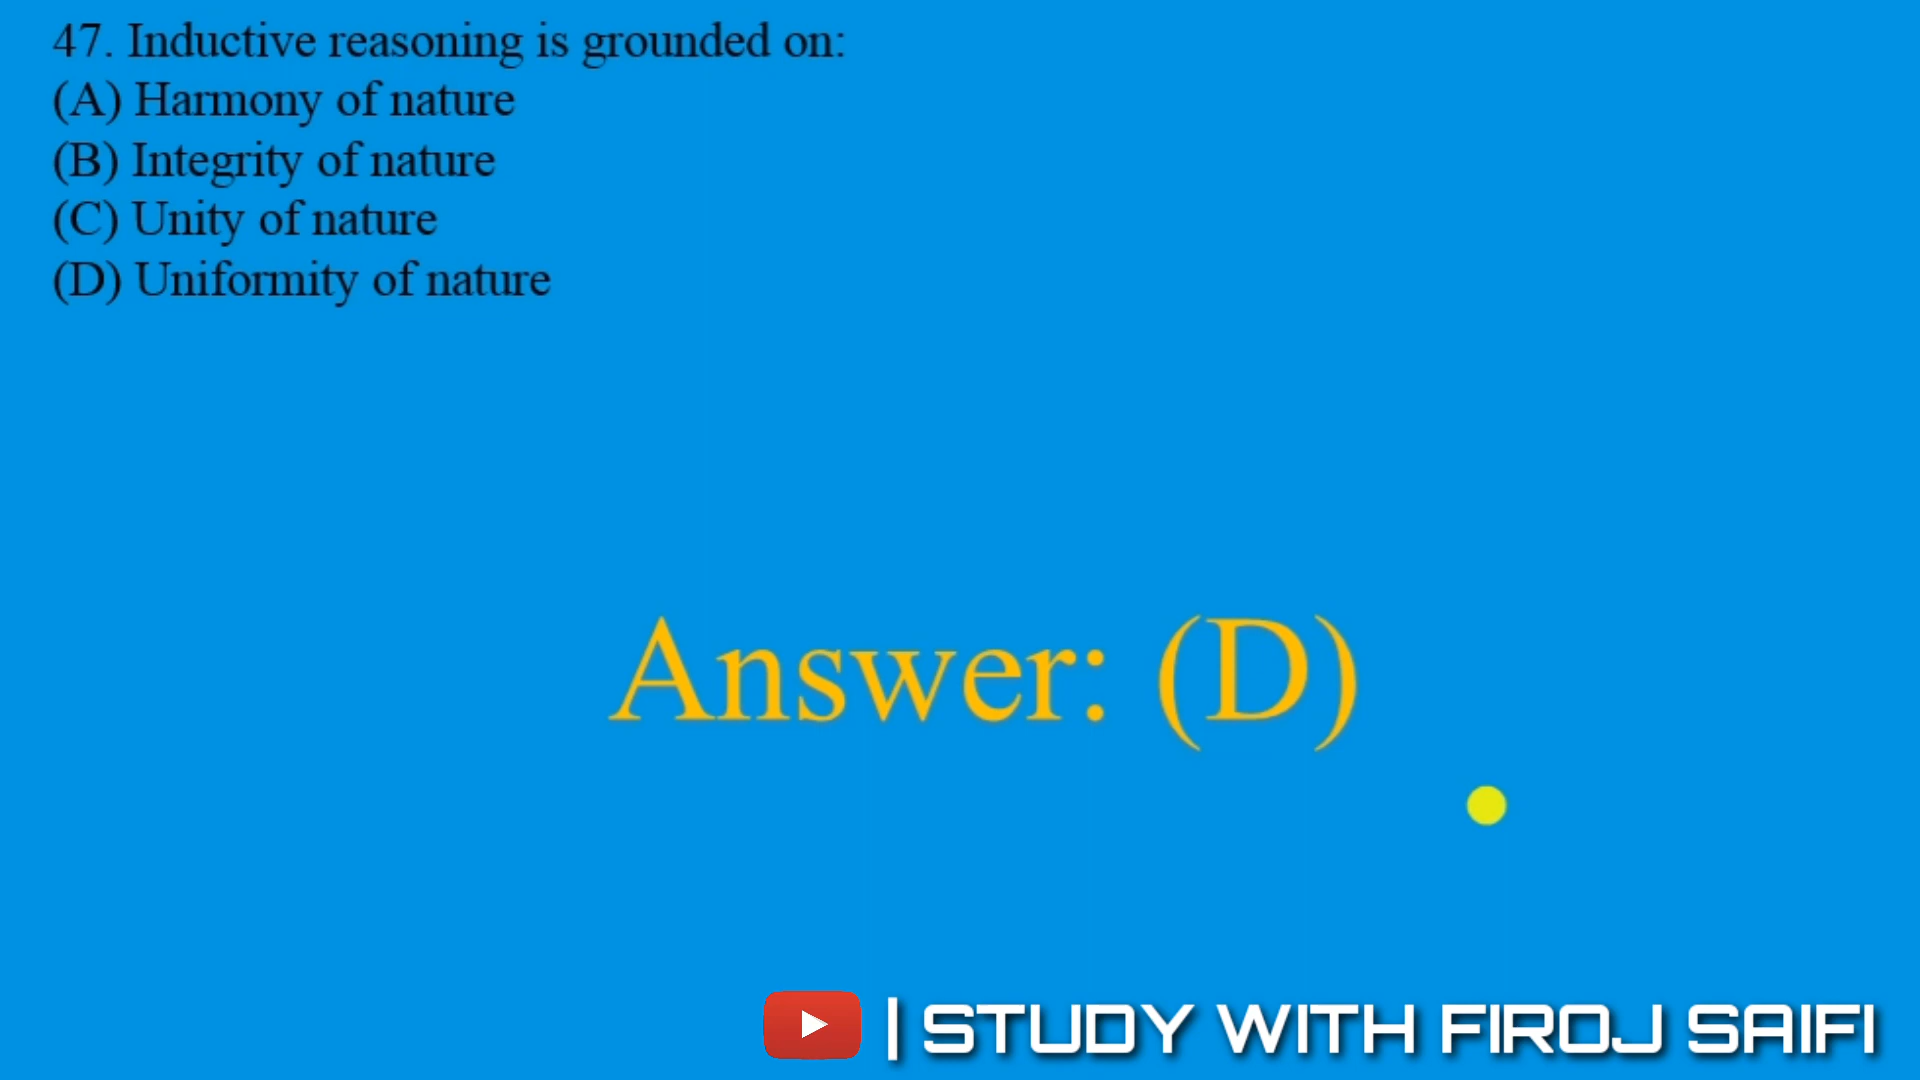 47. Inductive reasoning is grounded on:
(A) Harmony of nature
(B) Integrity of nature
(C) Unity of nature
(D) Uniformity of nature
Answer: (D)
| STUDY WITH FIROJ SAIFI